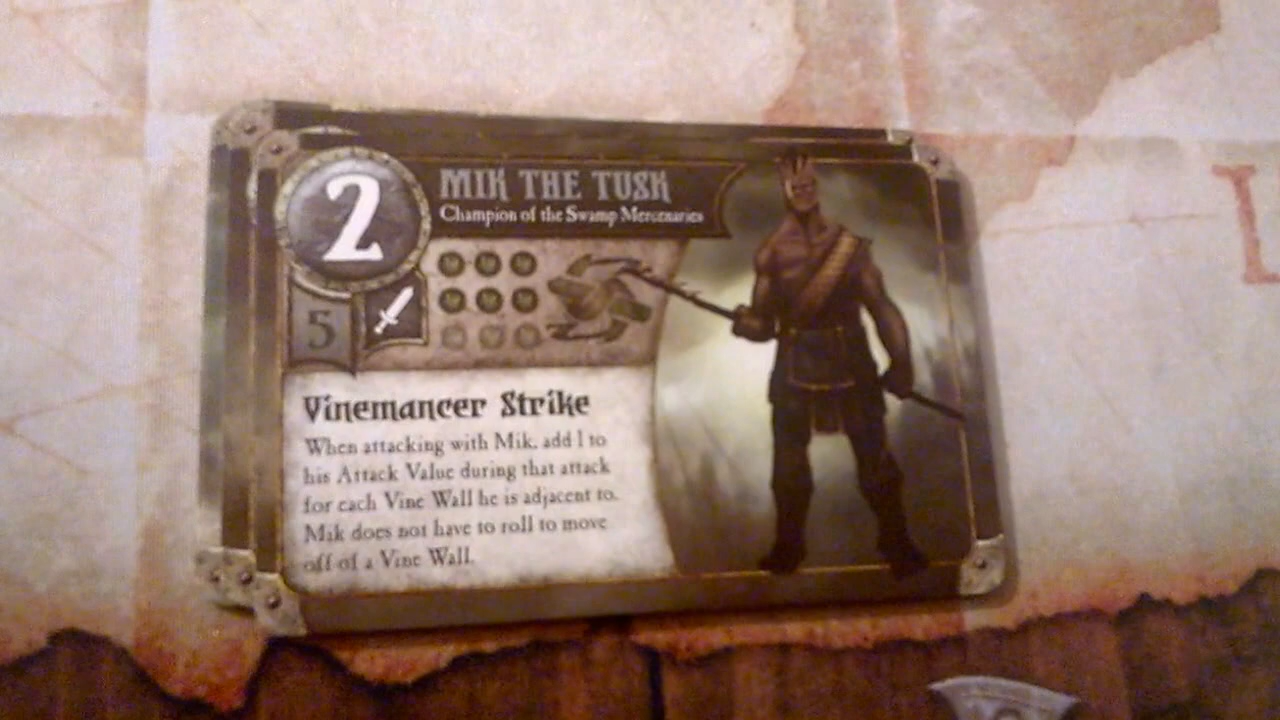 2
MIK THE TUSK
Champion of the Swamp Mercenaries
5
Vinemancer Strike
When attacking with Mik, add 1 to
his Attack Value during that attack
for each Vine Wall he is adjacent to.
Mik does not have to roll to move
off of a Vine Wall.
L